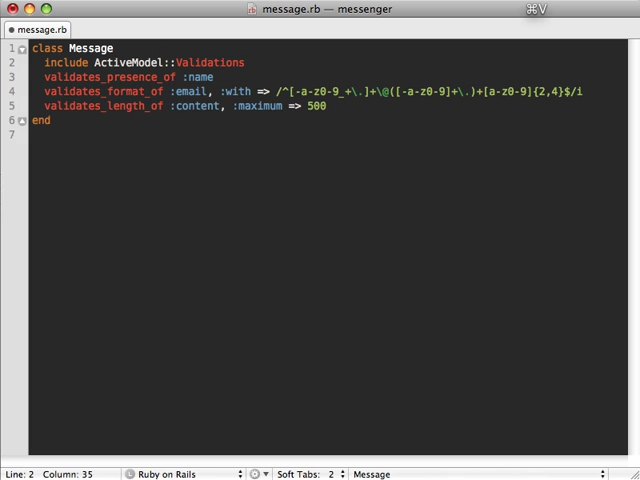 message.rb — messenger
⌘V
message.rb
1 class Message
2 include ActiveModel::Validations
3 validates_presence_of :name
4 validates_format_of :email, :with => /^[-a-z0-9_+\.]+\@([-a-z0-9]+\.)+[a-z0-9]{2,4}$/i
5 validates_length_of :content, :maximum => 500
6 end
7
Line: 2 Column: 35 Ruby on Rails Soft Tabs: 2 Message